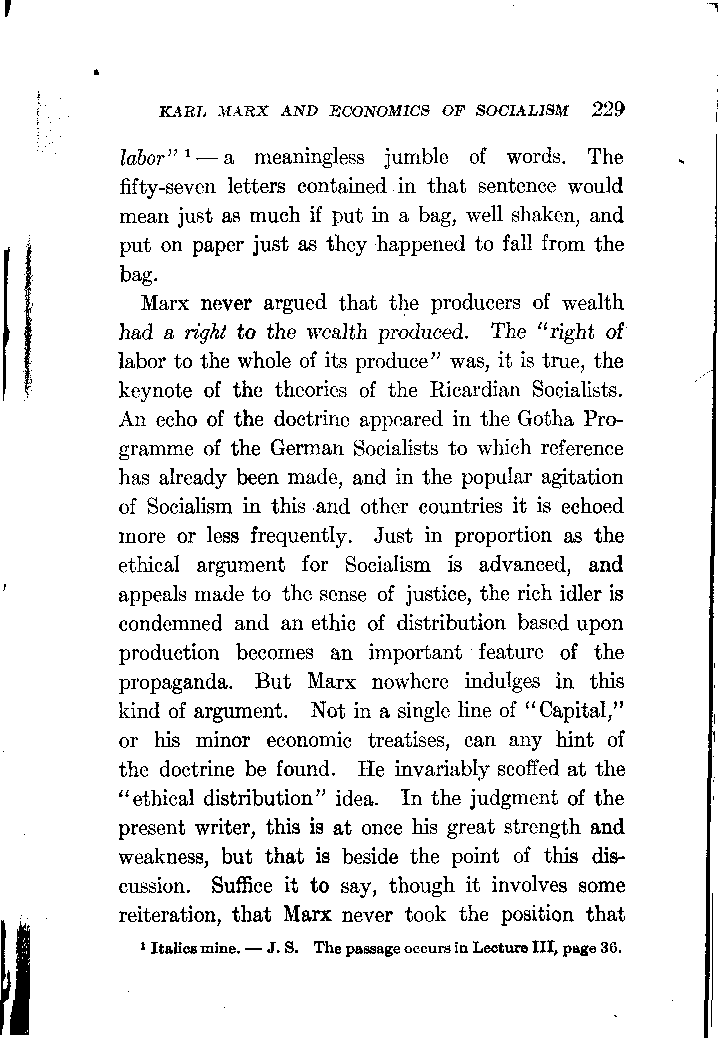 KARL MARX AND ECONOMICS OF SOCIALISM 229
labor" ¹ — a meaningless jumble of words. The
fifty-seven letters contained in that sentence would
mean just as much if put in a bag, well shaken, and
put on paper just as they happened to fall from the
bag.
Marx never argued that the producers of wealth
had a right to the wealth produced. The "right of
labor to the whole of its produce" was, it is true, the
keynote of the theories of the Ricardian Socialists.
An echo of the doctrine appeared in the Gotha Pro-
gramme of the German Socialists to which reference
has already been made, and in the popular agitation
of Socialism in this and other countries it is echoed
more or less frequently. Just in proportion as the
ethical argument for Socialism is advanced, and
appeals made to the sense of justice, the rich idler is
condemned and an ethic of distribution based upon
production becomes an important feature of the
propaganda. But Marx nowhere indulges in this
kind of argument. Not in a single line of "Capital,"
or his minor economic treatises, can any hint of
the doctrine be found. He invariably scoffed at the
"ethical distribution" idea. In the judgment of the
present writer, this is at once his great strength and
weakness, but that is beside the point of this dis-
cussion. Suffice it to say, though it involves some
reiteration, that Marx never took the position that
¹ Italics mine. — J. S. The passage occurs in Lecture III, page 36.